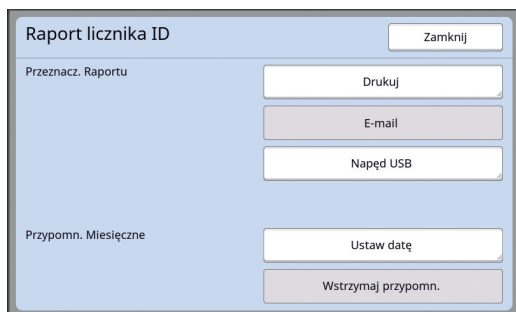 Raport licznika ID
Zamknij
Przeznacz. Raportu
Drukuj
E-mail
Napęd USB
Przypomn. Miesięczne
Ustaw datę
Wstrzymaj przypomn.